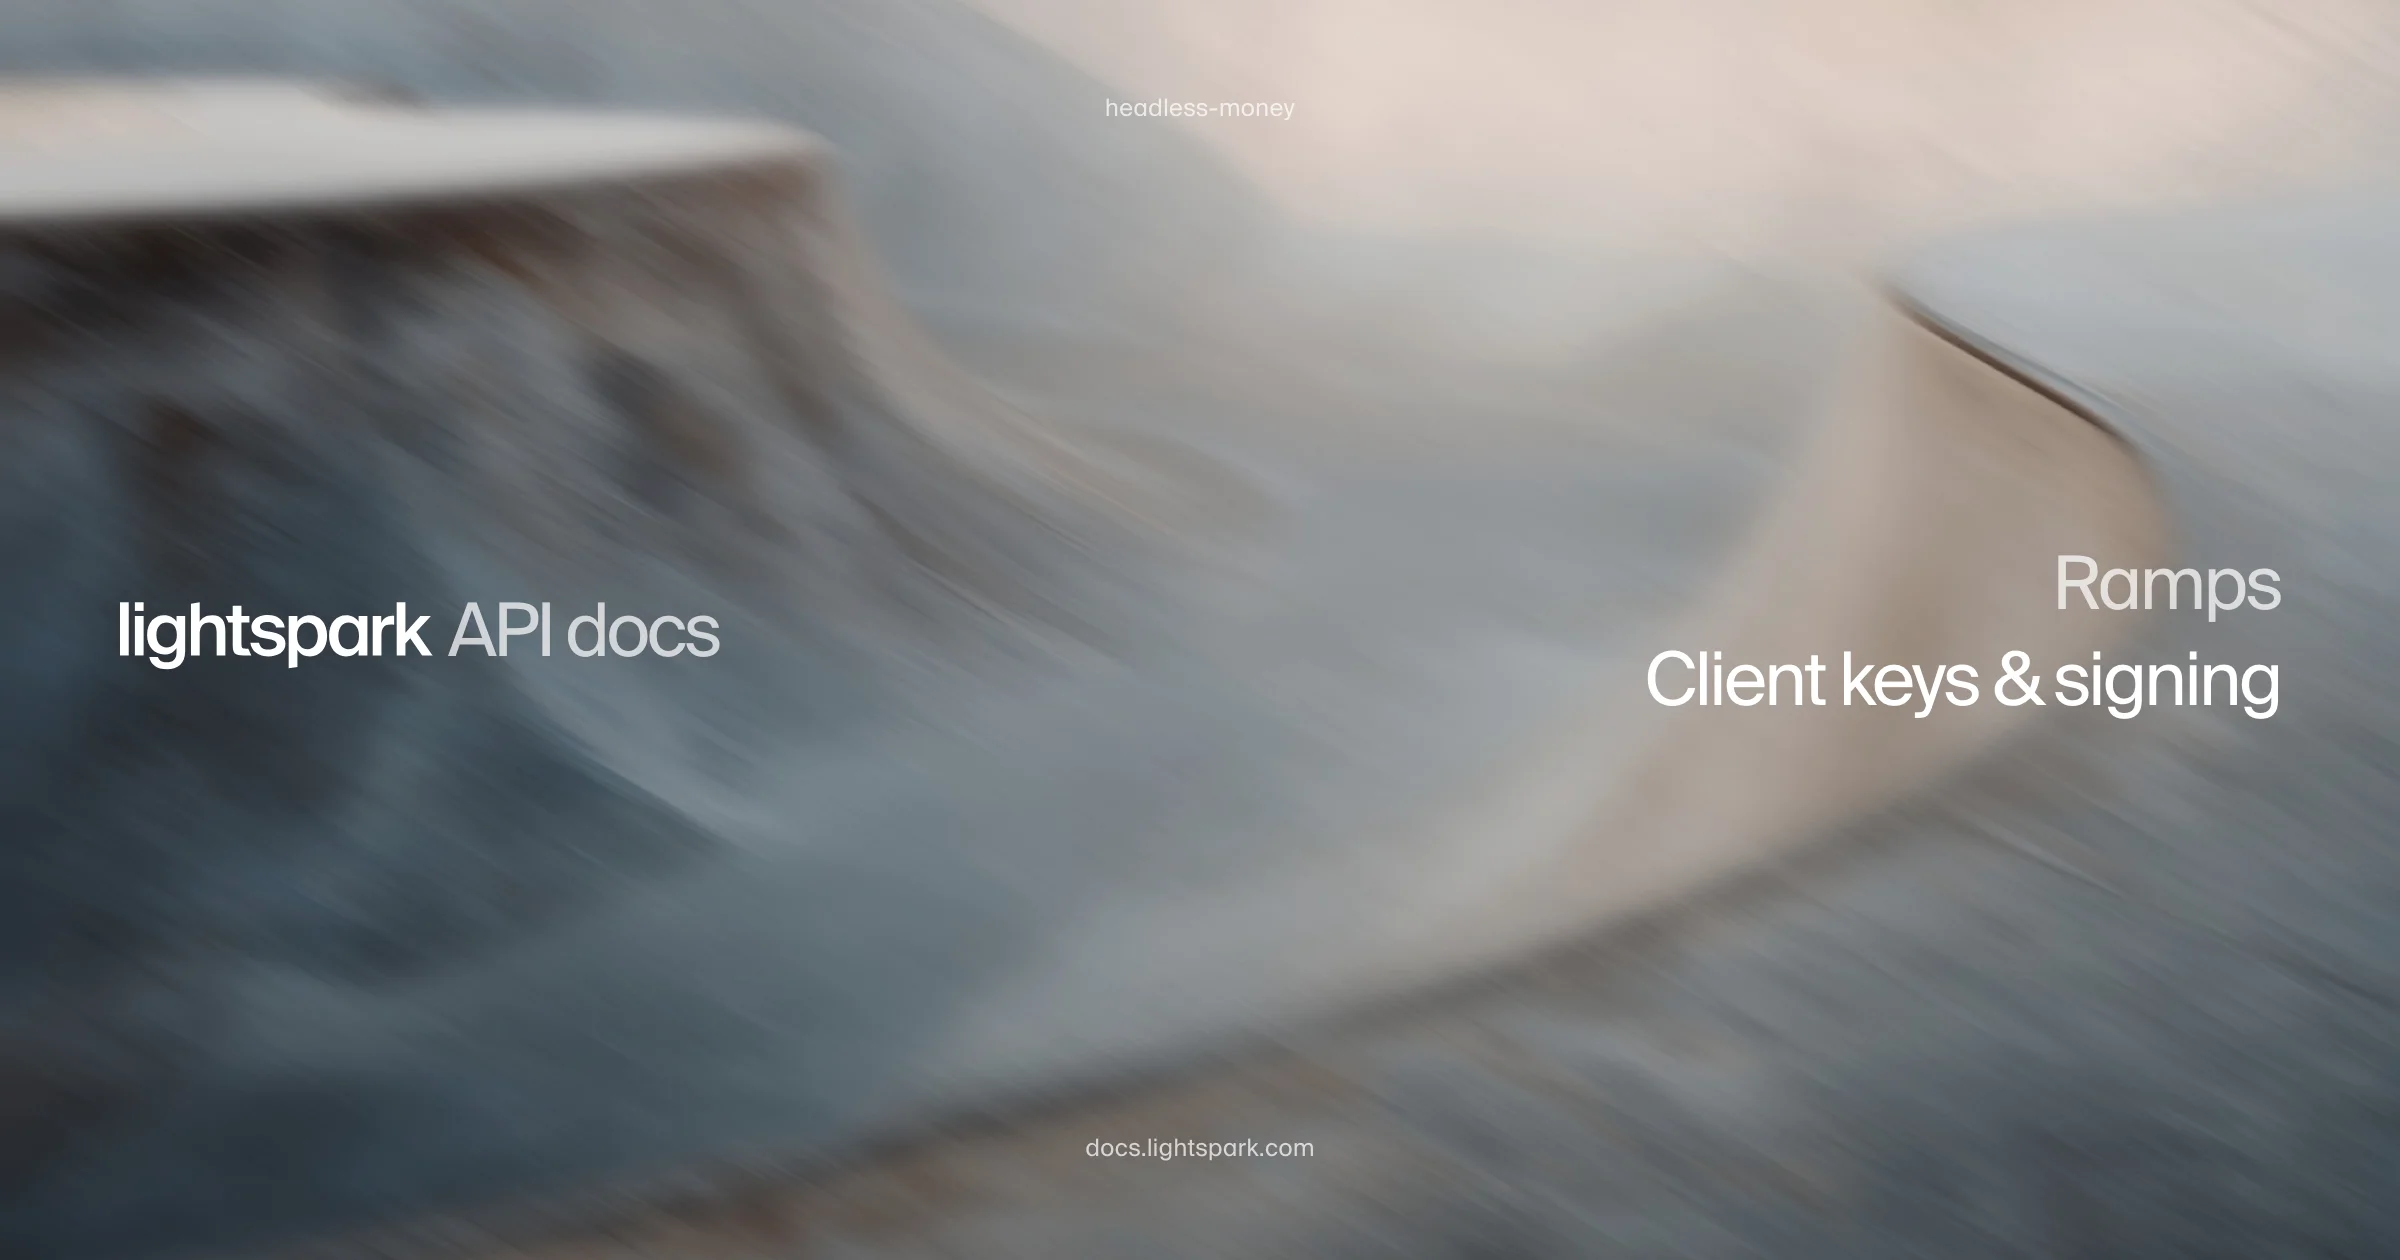 headless-money
lightspark API docs
Ramps
Client keys & signing
docs.lightspark.com